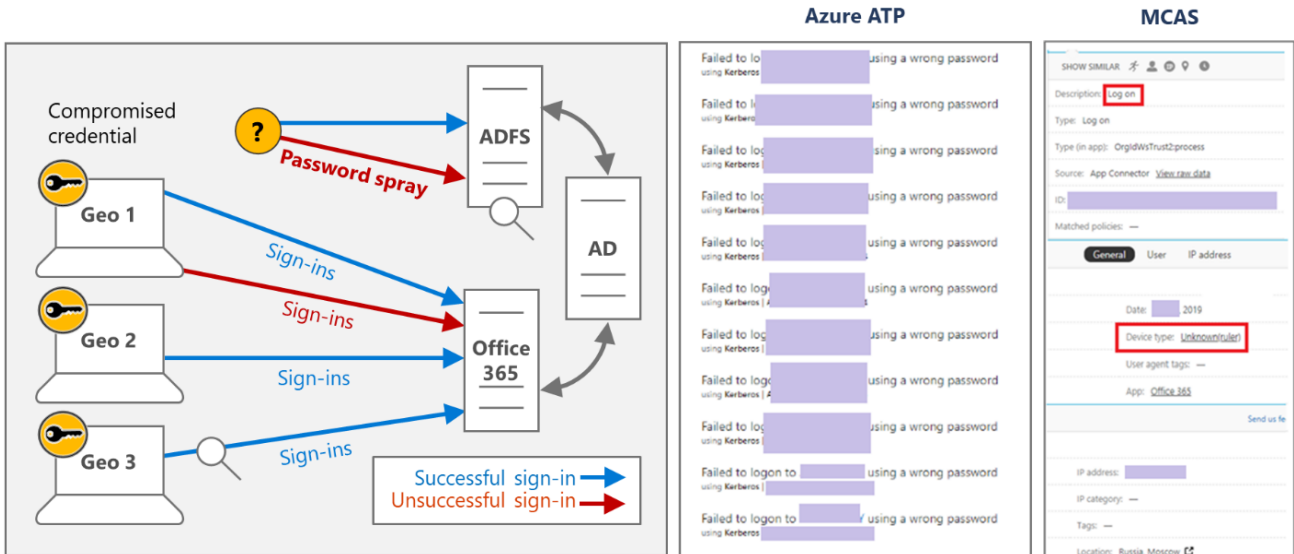 Azure ATP
MCAS
Compromised
credential
?
Password spray
ADFS
AD
Geo 1
Sign-ins
Sign-ins
Geo 2
Sign-ins
Office
365
Geo 3
Sign-ins
Successful sign-in
Unsuccessful sign-in
Failed to lo using a wrong password
using Kerberos
Failed to l using a wrong password
using Kerbero
Failed to log sing a wrong password
using Kerberos
Failed to log using a wrong password
using Kerberos |
Failed to log using a wrong password
using Kerberos |
Failed to logo using a wrong password
using Kerberos | A
Failed to log using a wrong password
using Kerberos |
Failed to logo using a wrong password
using Kerberos | A
Failed to log using a wrong password
using Kerberos |
Failed to logon to using a wrong password
using Kerberos |
Failed to logon to using a wrong password
using Kerberos
SHOW SIMILAR
Description: Log on
Type: Log on
Type (in app): OrgIdWsTrust2:process
Source: App Connector View raw data
ID:
Matched policies: —
General User IP address
Date: 2019
Device type: Unknown(ruler)
User agent tags: —
App: Office 365
Send us fe
IP address:
IP category: —
Tags: —
Location: Russia, Moscow